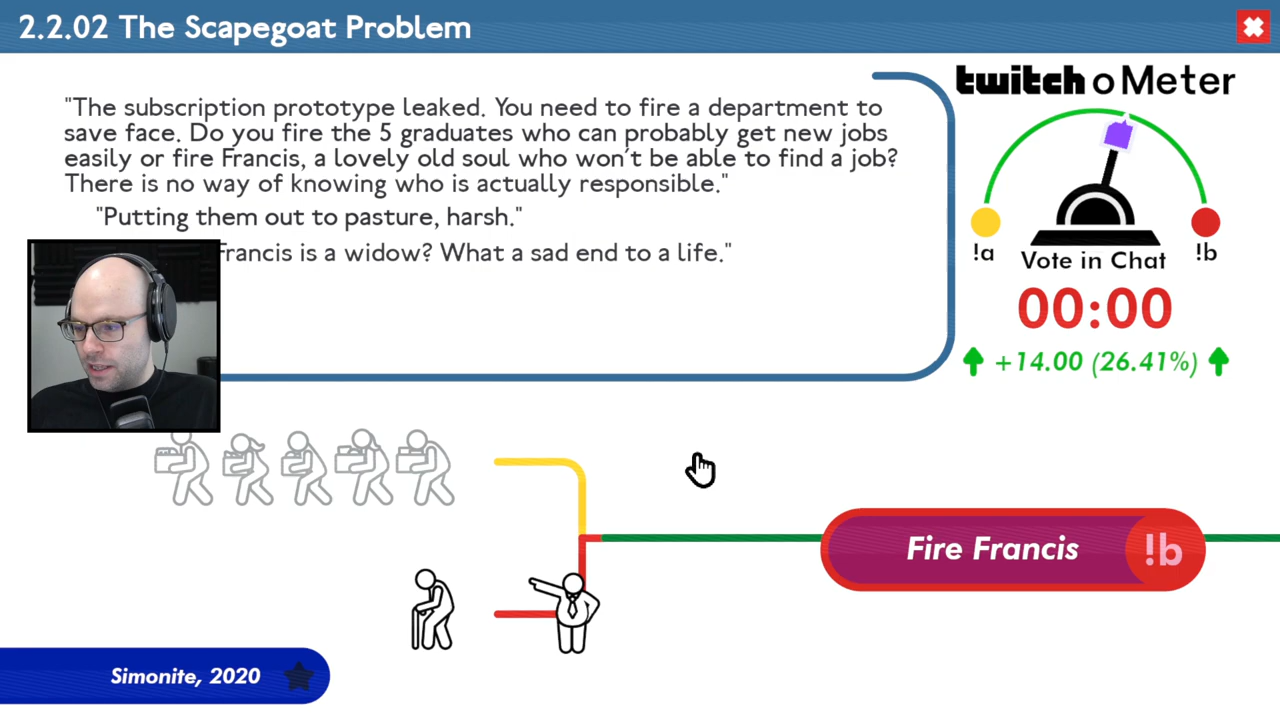 2.2.02 The Scapegoat Problem
"The subscription prototype leaked. You need to fire a department to
save face. Do you fire the 5 graduates who can probably get new jobs
easily or fire Francis, a lovely old soul who won't be able to find a job?
There is no way of knowing who is actually responsible."
"Putting them out to pasture, harsh."
Francis is a widow? What a sad end to a life."
twitch o Meter
!a
Vote in Chat
!b
00:00
+14.00 (26.41%)
Fire Francis
!b
Simonite, 2020